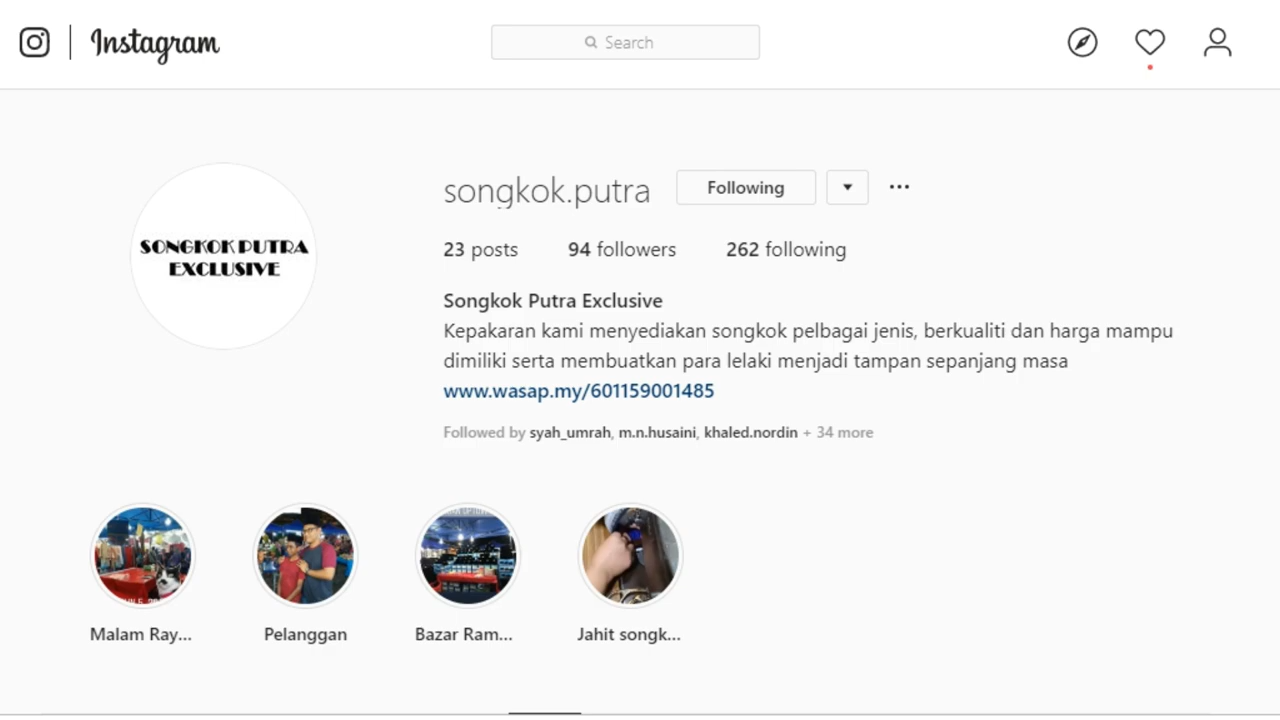 Instagram
Search
songkok.putra Following
SONGKOK PUTRA
EXCLUSIVE
23 posts 94 followers 262 following
Songkok Putra Exclusive
Kepakaran kami menyediakan songkok pelbagai jenis, berkualiti dan harga mampu
dimiliki serta membuatkan para lelaki menjadi tampan sepanjang masa
www.wasap.my/601159001485
Followed by syah_umrah, m.n.husaini, khaled.nordin + 34 more
Malam Ray... Pelanggan Bazar Ram... Jahit songk...